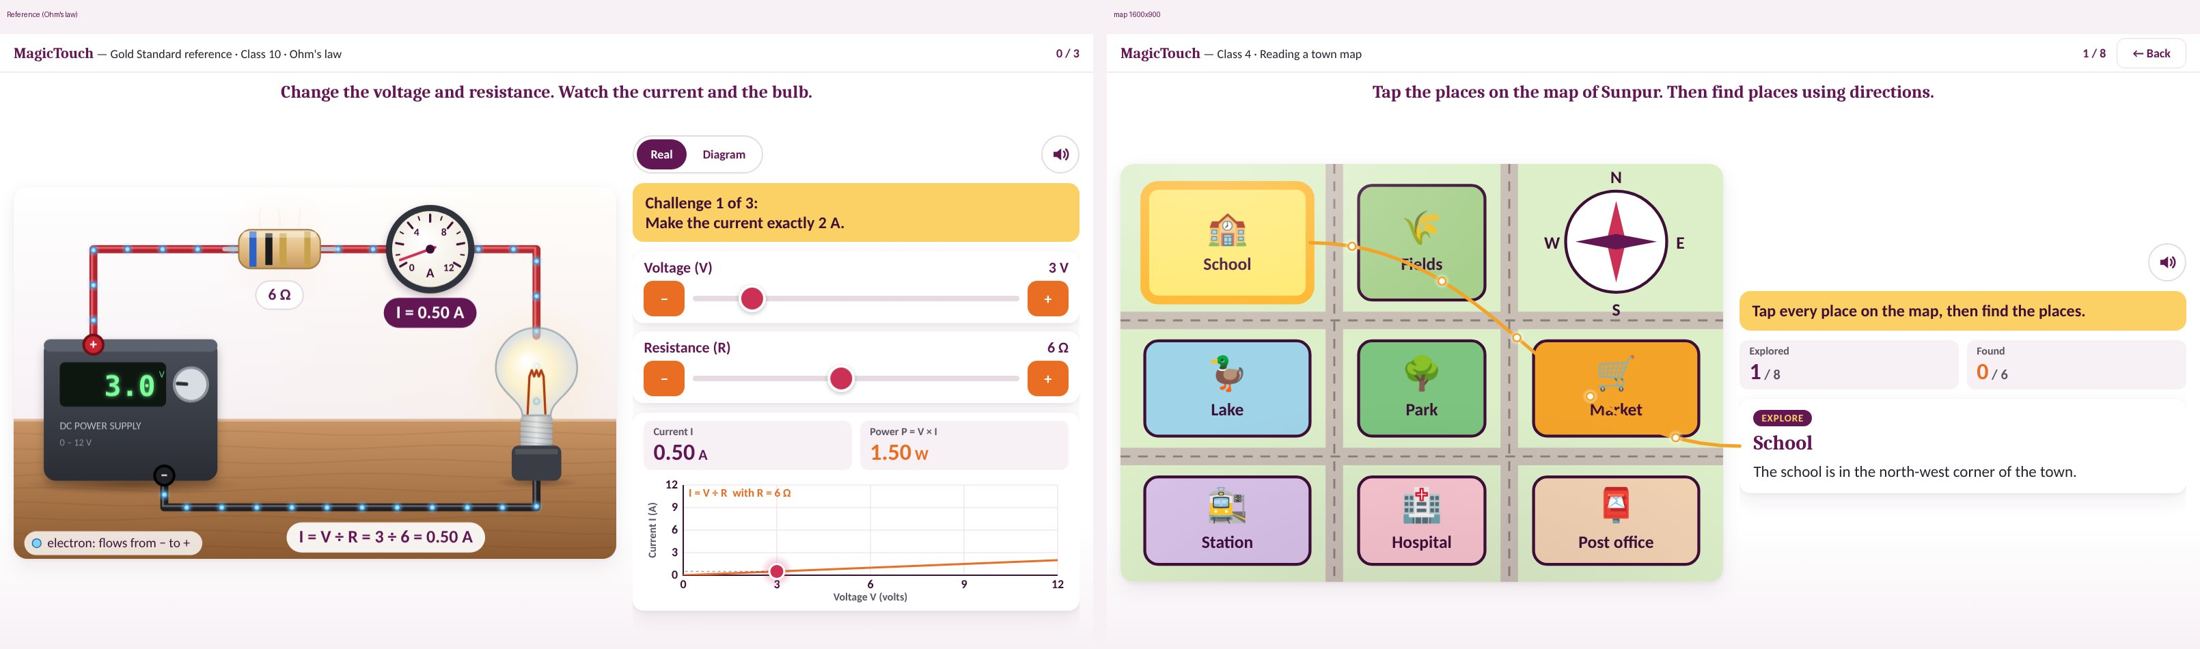 Reference (Ohm's law)
MagicTouch — Gold Standard reference · Class 10 · Ohm's law
0 / 3
Change the voltage and resistance. Watch the current and the bulb.
Real
Diagram
Challenge 1 of 3:
Make the current exactly 2 A.
Voltage (V)
3 V
−
+
Resistance (R)
6 Ω
−
+
Current I
0.50 A
Power P = V × I
1.50 W
I = V ÷ R with R = 6 Ω
Current I (A)
12
9
6
3
0
0
3
6
9
12
Voltage V (volts)
6 Ω
4
8
0
12
A
I = 0.50 A
+
3.0 V
DC POWER SUPPLY
0 – 12 V
−
electron: flows from − to +
I = V ÷ R = 3 ÷ 6 = 0.50 A
map 1600x900
MagicTouch — Class 4 · Reading a town map
1 / 8
← Back
Tap the places on the map of Sunpur. Then find places using directions.
School
Fields
N
W
E
S
Lake
Park
Market
Station
Hospital
Post office
Tap every place on the map, then find the places.
Explored
1 / 8
Found
0 / 6
EXPLORE
School
The school is in the north-west corner of the town.